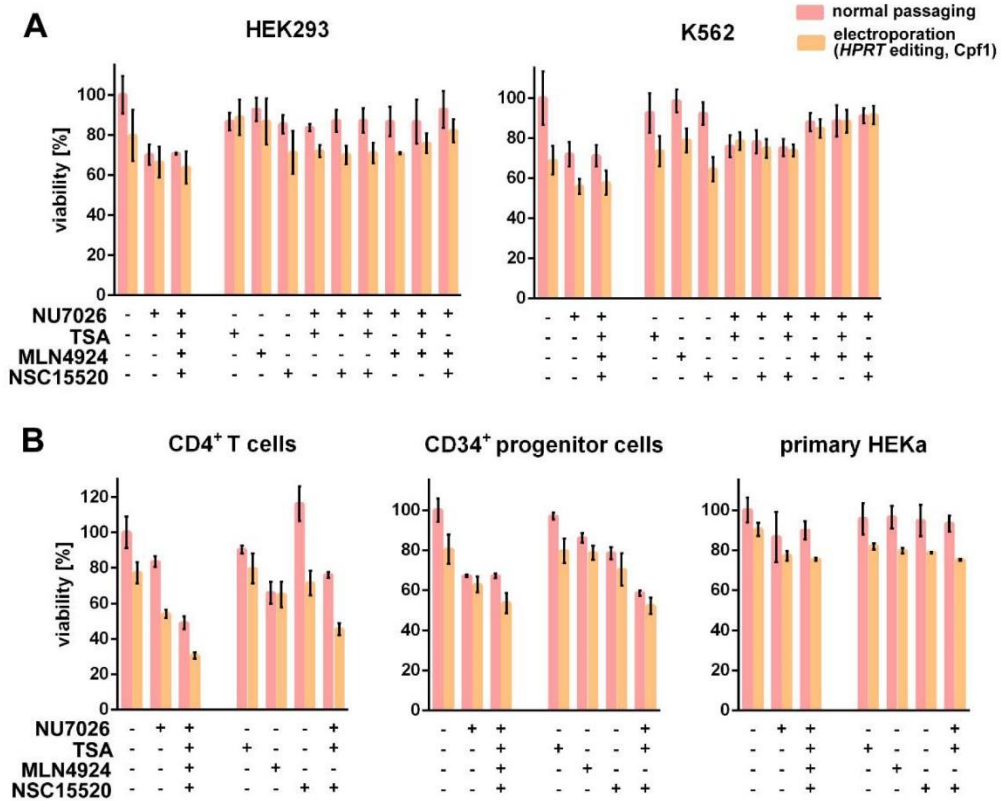 A
HEK293
K562
normal passaging
electroporation
(HPRT editing, Cpf1)
viability [%]
100
80
60
40
20
0
100
80
60
40
20
0
NU7026 - + + - - - + + + + + + - + + - - - + + + + + +
TSA - - + + - - + - + - + - - - + + - - + - + - + -
MLN4924 - - + - + - - - - + + + - - + - + - - - - + + +
NSC15520 - - + - - + - + + - - + - - + - - + - + + - - +
B
CD4+ T cells
CD34+ progenitor cells
primary HEKa
viability [%]
120
100
80
60
40
20
0
100
80
60
40
20
0
100
80
60
40
20
0
NU7026 - + + - - - + - + + - - - + - + + - - - +
TSA - - + + - - + - - + + - - + - - + + - - +
MLN4924 - - + - + - - - - + - + - - - - + - + - -
NSC15520 - - + - - + + - - + - - + + - - + - - + +